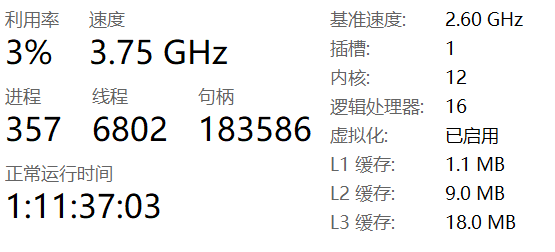 利用率 速度
3% 3.75 GHz
进程 线程 句柄
357 6802 183586
正常运行时间
1:11:37:03
基准速度: 2.60 GHz
插槽: 1
内核: 12
逻辑处理器: 16
虚拟化: 已启用
L1 缓存: 1.1 MB
L2 缓存: 9.0 MB
L3 缓存: 18.0 MB